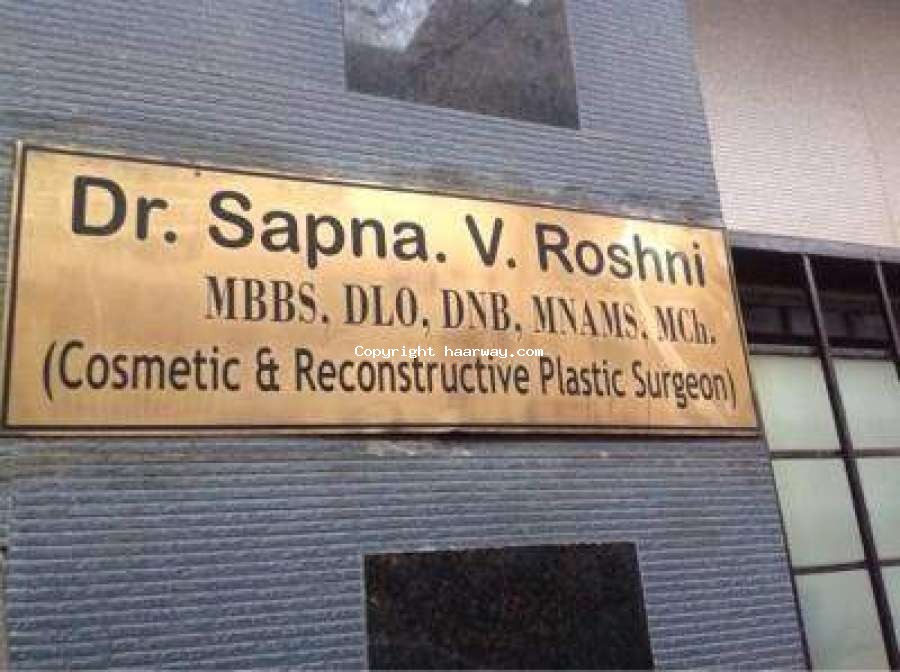 Dr. Sapna. V. Roshni
MBBS, DLO, DNB, MNAMS, MCh.
Copyright haarway.com
(Cosmetic & Reconstructive Plastic Surgeon)